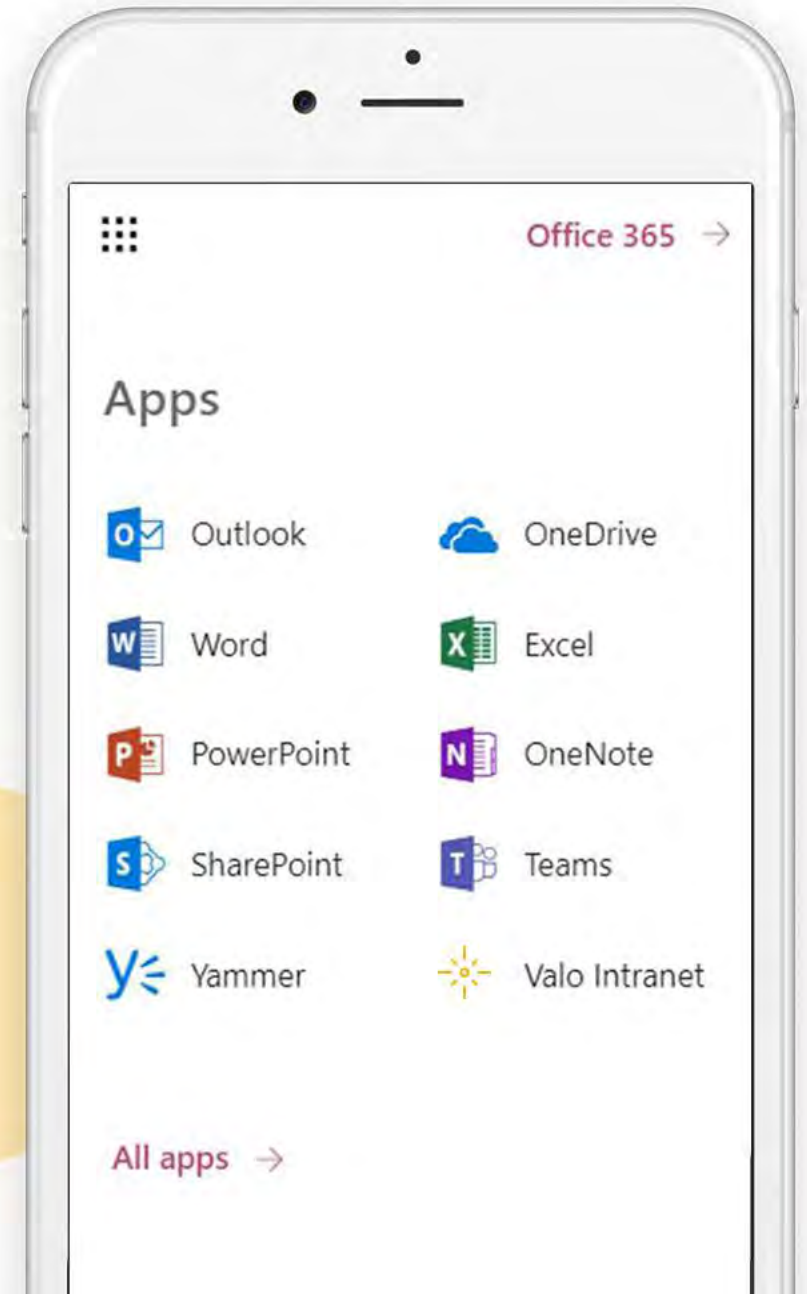 Office 365
Apps
Outlook OneDrive
Word Excel
PowerPoint OneNote
SharePoint Teams
Yammer Valo Intranet
All apps